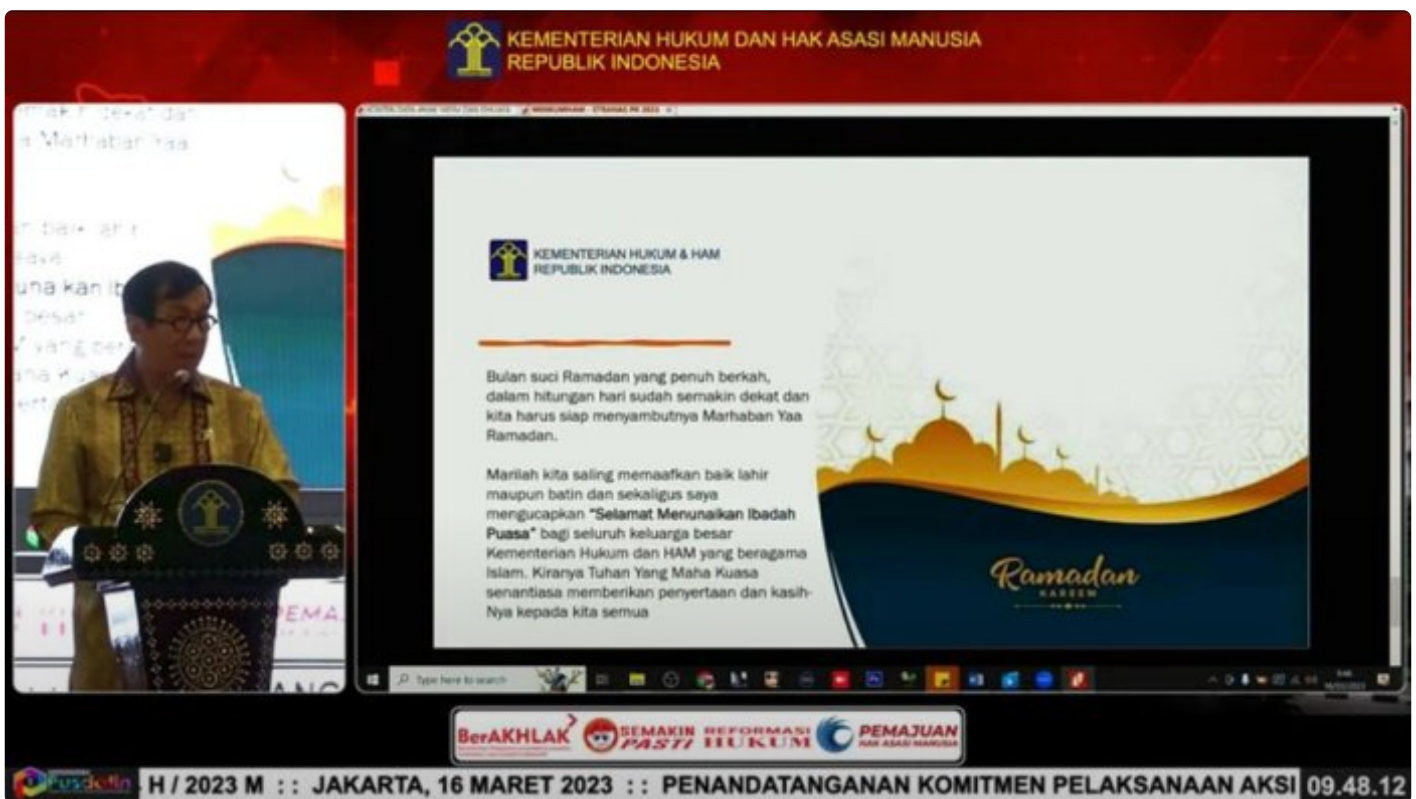 KEMENTERIAN HUKUM DAN HAK ASASI MANUSIA
REPUBLIK INDONESIA
MENKUMHAM - STRANAS PK 2023
KEMENTERIAN HUKUM & HAM
REPUBLIK INDONESIA
Bulan suci Ramadan yang penuh berkah,
dalam hitungan hari sudah semakin dekat dan
kita harus siap menyambutnya Marhaban Yaa
Ramadan.
Marilah kita saling memaafkan baik lahir
maupun batin dan sekaligus saya
mengucapkan "Selamat Menunaikan Ibadah
Puasa" bagi seluruh keluarga besar
Kementerian Hukum dan HAM yang beragama
Islam. Kiranya Tuhan Yang Maha Kuasa
senantiasa memberikan penyertaan dan kasih-
Nya kepada kita semua
Ramadan
KAREEM
Type here to search
BerAKHLAK
SEMAKIN
PASTI
REFORMASI
HUKUM
PEMAJUAN
HAK ASASI MANUSIA
Pusdatin
H / 2023 M :: JAKARTA, 16 MARET 2023 :: PENANDATANGANAN KOMITMEN PELAKSANAAN AKSI
09.48.12